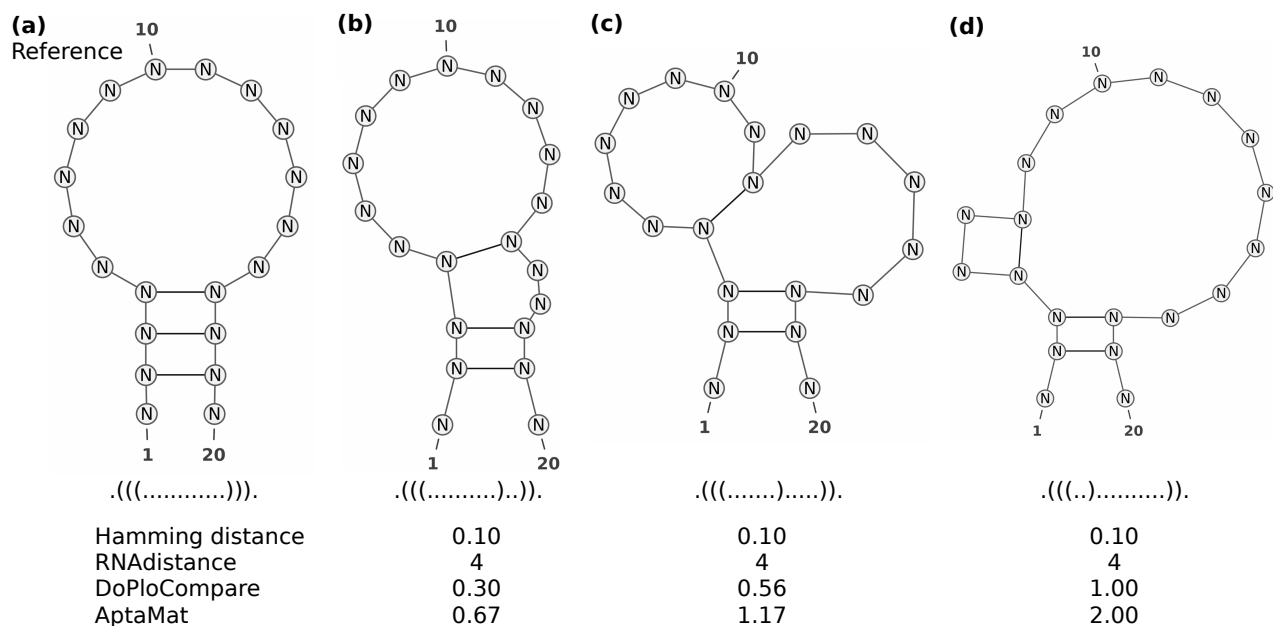 (a)
Reference
10
N N N N N N N N N N N N N N N N N N N N
1 20
.(((............))).
(b)
10
N N N N N N N N N N N N N N N N N N N N
1 20
.(((..........)..)).
(c)
10
N N N N N N N N N N N N N N N N N N N N
1 20
.(((.......).....)).
(d)
10
N N N N N N N N N N N N N N N N N N N N
1 20
.(((..)..........)).
Hamming distance 0.10 0.10 0.10
RNAdistance 4 4 4
DoPloCompare 0.30 0.56 1.00
AptaMat 0.67 1.17 2.00